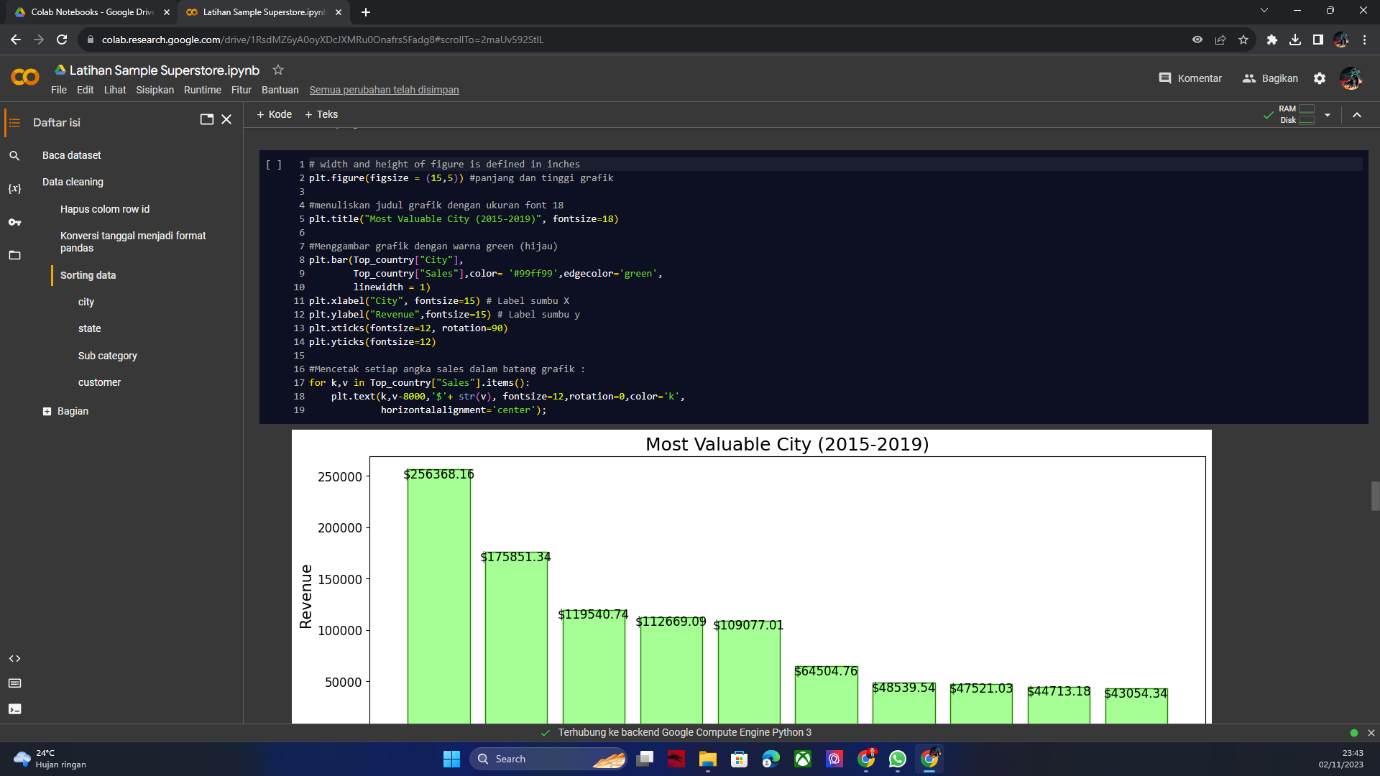 Colab Notebooks - Google Driv
Latihan Sample Superstore.ipyn
colab.research.google.com/drive/1RsdMZ6yA0oyXDcJXMRu0Onafrs5Fadg8#scrollTo=2maUv592StlL
Latihan Sample Superstore.ipynb
File Edit Lihat Sisipkan Runtime Fitur Bantuan Semua perubahan telah disimpan
Komentar Bagikan
Daftar isi
+ Kode + Teks
RAM
Disk
Baca dataset
Data cleaning
Hapus colom row id
Konversi tanggal menjadi format
pandas
Sorting data
city
state
Sub category
customer
Bagian
[ ] 1 # width and height of figure is defined in inches
2 plt.figure(figsize = (15,5)) #panjang dan tinggi grafik
3
4 #menuliskan judul grafik dengan ukuran font 18
5 plt.title("Most Valuable City (2015-2019)", fontsize=18)
6
7 #Menggambar grafik dengan warna green (hijau)
8 plt.bar(Top_country["City"],
9 Top_country["Sales"],color= '#99ff99',edgecolor='green',
10 linewidth = 1)
11 plt.xlabel("City", fontsize=15) # Label sumbu X
12 plt.ylabel("Revenue",fontsize=15) # Label sumbu y
13 plt.xticks(fontsize=12, rotation=90)
14 plt.yticks(fontsize=12)
15
16 #Mencetak setiap angka sales dalam batang grafik :
17 for k,v in Top_country["Sales"].items():
18 plt.text(k,v-8000,'$'+ str(v), fontsize=12,rotation=0,color='k',
19 horizontalalignment='center');
Most Valuable City (2015-2019)
Revenue
250000
200000
150000
100000
50000
$256368.16
$175851.34
$119540.74
$112669.09
$109077.01
$64504.76
$48539.54
$47521.03
$44713.18
$43054.34
Terhubung ke backend Google Compute Engine Python 3
24°C
Hujan ringan
Search
23:43
02/11/2023